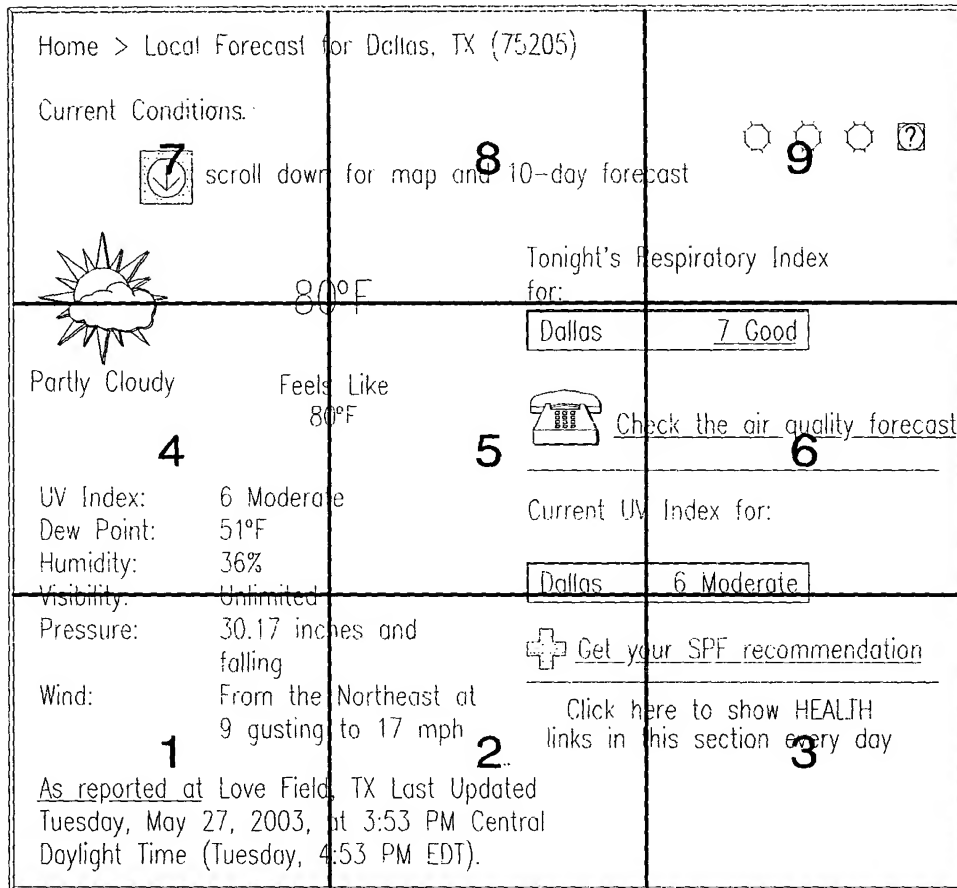 Home > Local Forecast for Dallas, TX (75205)
Current Conditions.
7
8
9
?
scroll down for map and 10-day forecast
80°F
Partly Cloudy
Feels Like
80°F
Tonight's Respiratory Index
for:
Dallas 7 Good
Check the air quality forecast
4
5
6
Current UV Index for:
Dallas 6 Moderate
UV Index: 6 Moderate
Dew Point: 51°F
Humidity: 36%
Visibility: Unlimited
Pressure: 30.17 inches and
falling
Wind: From the Northeast at
9 gusting to 17 mph
Get your SPF recommendation
Click here to show HEALTH
links in this section every day
1
2
3
As reported at Love Field, TX Last Updated
Tuesday, May 27, 2003, at 3:53 PM Central
Daylight Time (Tuesday, 4:53 PM EDT).